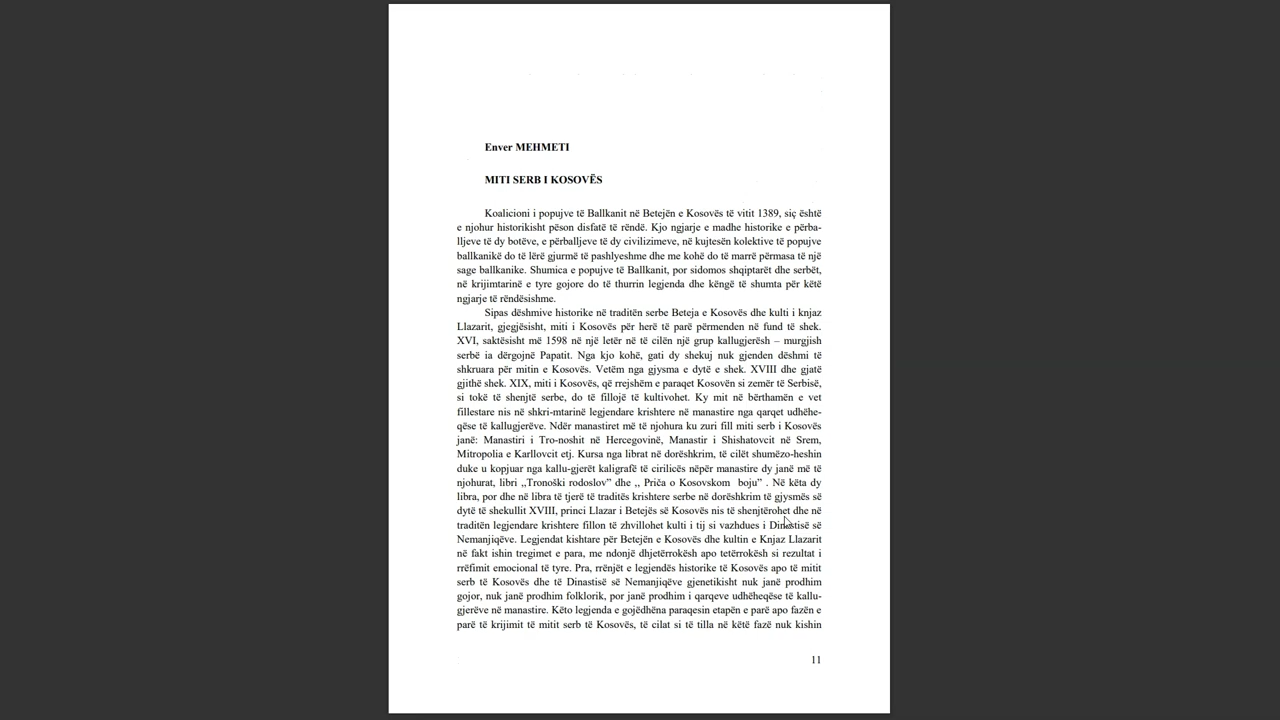 Enver MEHMETI
MITI SERB I KOSOVËS
Koalicioni i popujve të Ballkanit në Betejën e Kosovës të vitit 1389, siç është
e njohur historikisht pëson disfatë të rëndë. Kjo ngjarje e madhe historike e përba-
lljeve të dy botëve, e përballjeve të dy civilizimeve, në kujtesën kolektive të popujve
ballkanikë do të lërë gjurmë të pashlyeshme dhe me kohë do të marrë përmasa të një
sage ballkanike. Shumica e popujve të Ballkanit, por sidomos shqiptarët dhe serbët,
në krijimtarinë e tyre gojore do të thurrin legjenda dhe këngë të shumta për këtë
ngjarje të rëndësishme.
Sipas dëshmive historike në traditën serbe Beteja e Kosovës dhe kulti i knjaz
Llazarit, gjegjësisht, miti i Kosovës për herë të parë përmenden në fund të shek.
XVI, saktësisht më 1598 në një letër në të cilën një grup kallugjerësh – murgjish
serbë ia dërgojnë Papatit. Nga kjo kohë, gati dy shekuj nuk gjenden dëshmi të
shkruara për mitin e Kosovës. Vetëm nga gjysma e dytë e shek. XVIII dhe gjatë
gjithë shek. XIX, miti i Kosovës, që rrejshëm e paraqet Kosovën si zemër të Serbisë,
si tokë të shenjtë serbe, do të fillojë të kultivohet. Ky mit në bërthamën e vet
fillestare nis në shkri-mtarinë legjendare krishtere në manastire nga qarqet udhëhe-
qëse të kallugjerëve. Ndër manastiret më të njohura ku zuri fill miti serb i Kosovës
janë: Manastiri i Tro-noshit në Hercegovinë, Manastir i Shishatovcit në Srem,
Mitropolia e Karllovcit etj. Kursa nga librat në dorëshkrim, të cilët shumëzo-heshin
duke u kopjuar nga kallu-gjerët kaligrafë të cirilicës nëpër manastire dy janë më të
njohurat, libri ,,Tronoški rodoslov” dhe ,, Priča o Kosovskom boju” . Në këta dy
libra, por dhe në libra të tjerë të traditës krishtere serbe në dorëshkrim të gjysmës së
dytë të shekullit XVIII, princi Llazar i Betejës së Kosovës nis të shenjtërohet dhe në
traditën legjendare krishtere fillon të zhvillohet kulti i tij si vazhdues i Dinastisë së
Nemanjiqëve. Legjendat kishtare për Betejën e Kosovës dhe kultin e Knjaz Llazarit
në fakt ishin tregimet e para, me ndonjë dhjetërrokësh apo tetërrokësh si rezultat i
rrëfimit emocional të tyre. Pra, rrënjët e legjendës historike të Kosovës apo të mitit
serb të Kosovës dhe të Dinastisë së Nemanjiqëve gjenetikisht nuk janë prodhim
gojor, nuk janë prodhim folklorik, por janë prodhim i qarqeve udhëheqëse të kallu-
gjerëve në manastire. Këto legjenda e gojëdhëna paraqesin etapën e parë apo fazën e
parë të krijimit të mitit serb të Kosovës, të cilat si të tilla në këtë fazë nuk kishin
11